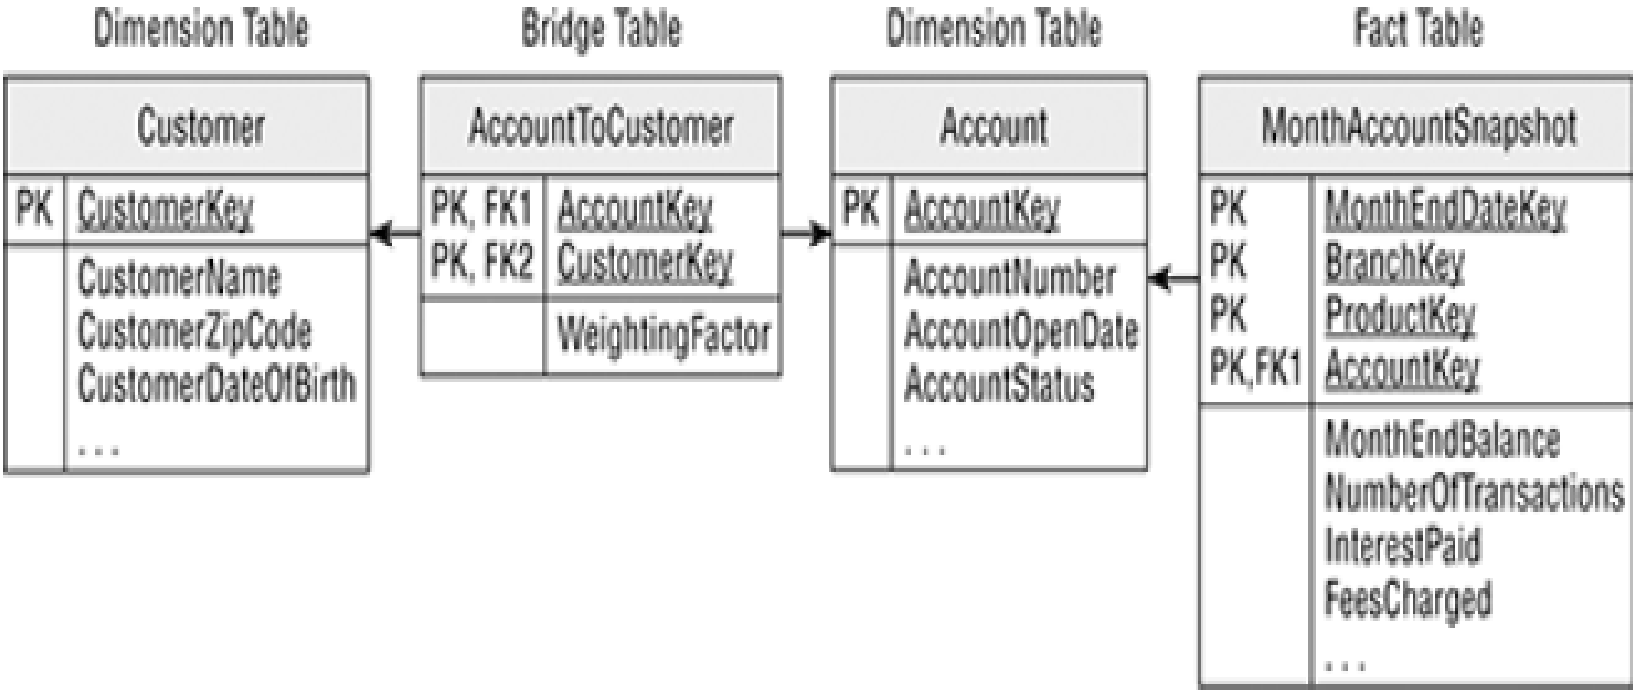 Dimension Table
Bridge Table
Dimension Table
Fact Table
Customer
PK CustomerKey
CustomerName
CustomerZipCode
CustomerDateOfBirth
...
AccountToCustomer
PK, FK1 AccountKey
PK, FK2 CustomerKey
WeightingFactor
Account
PK AccountKey
AccountNumber
AccountOpenDate
AccountStatus
...
MonthAccountSnapshot
PK MonthEndDateKey
PK BranchKey
PK ProductKey
PK,FK1 AccountKey
MonthEndBalance
NumberOfTransactions
InterestPaid
FeesCharged
...